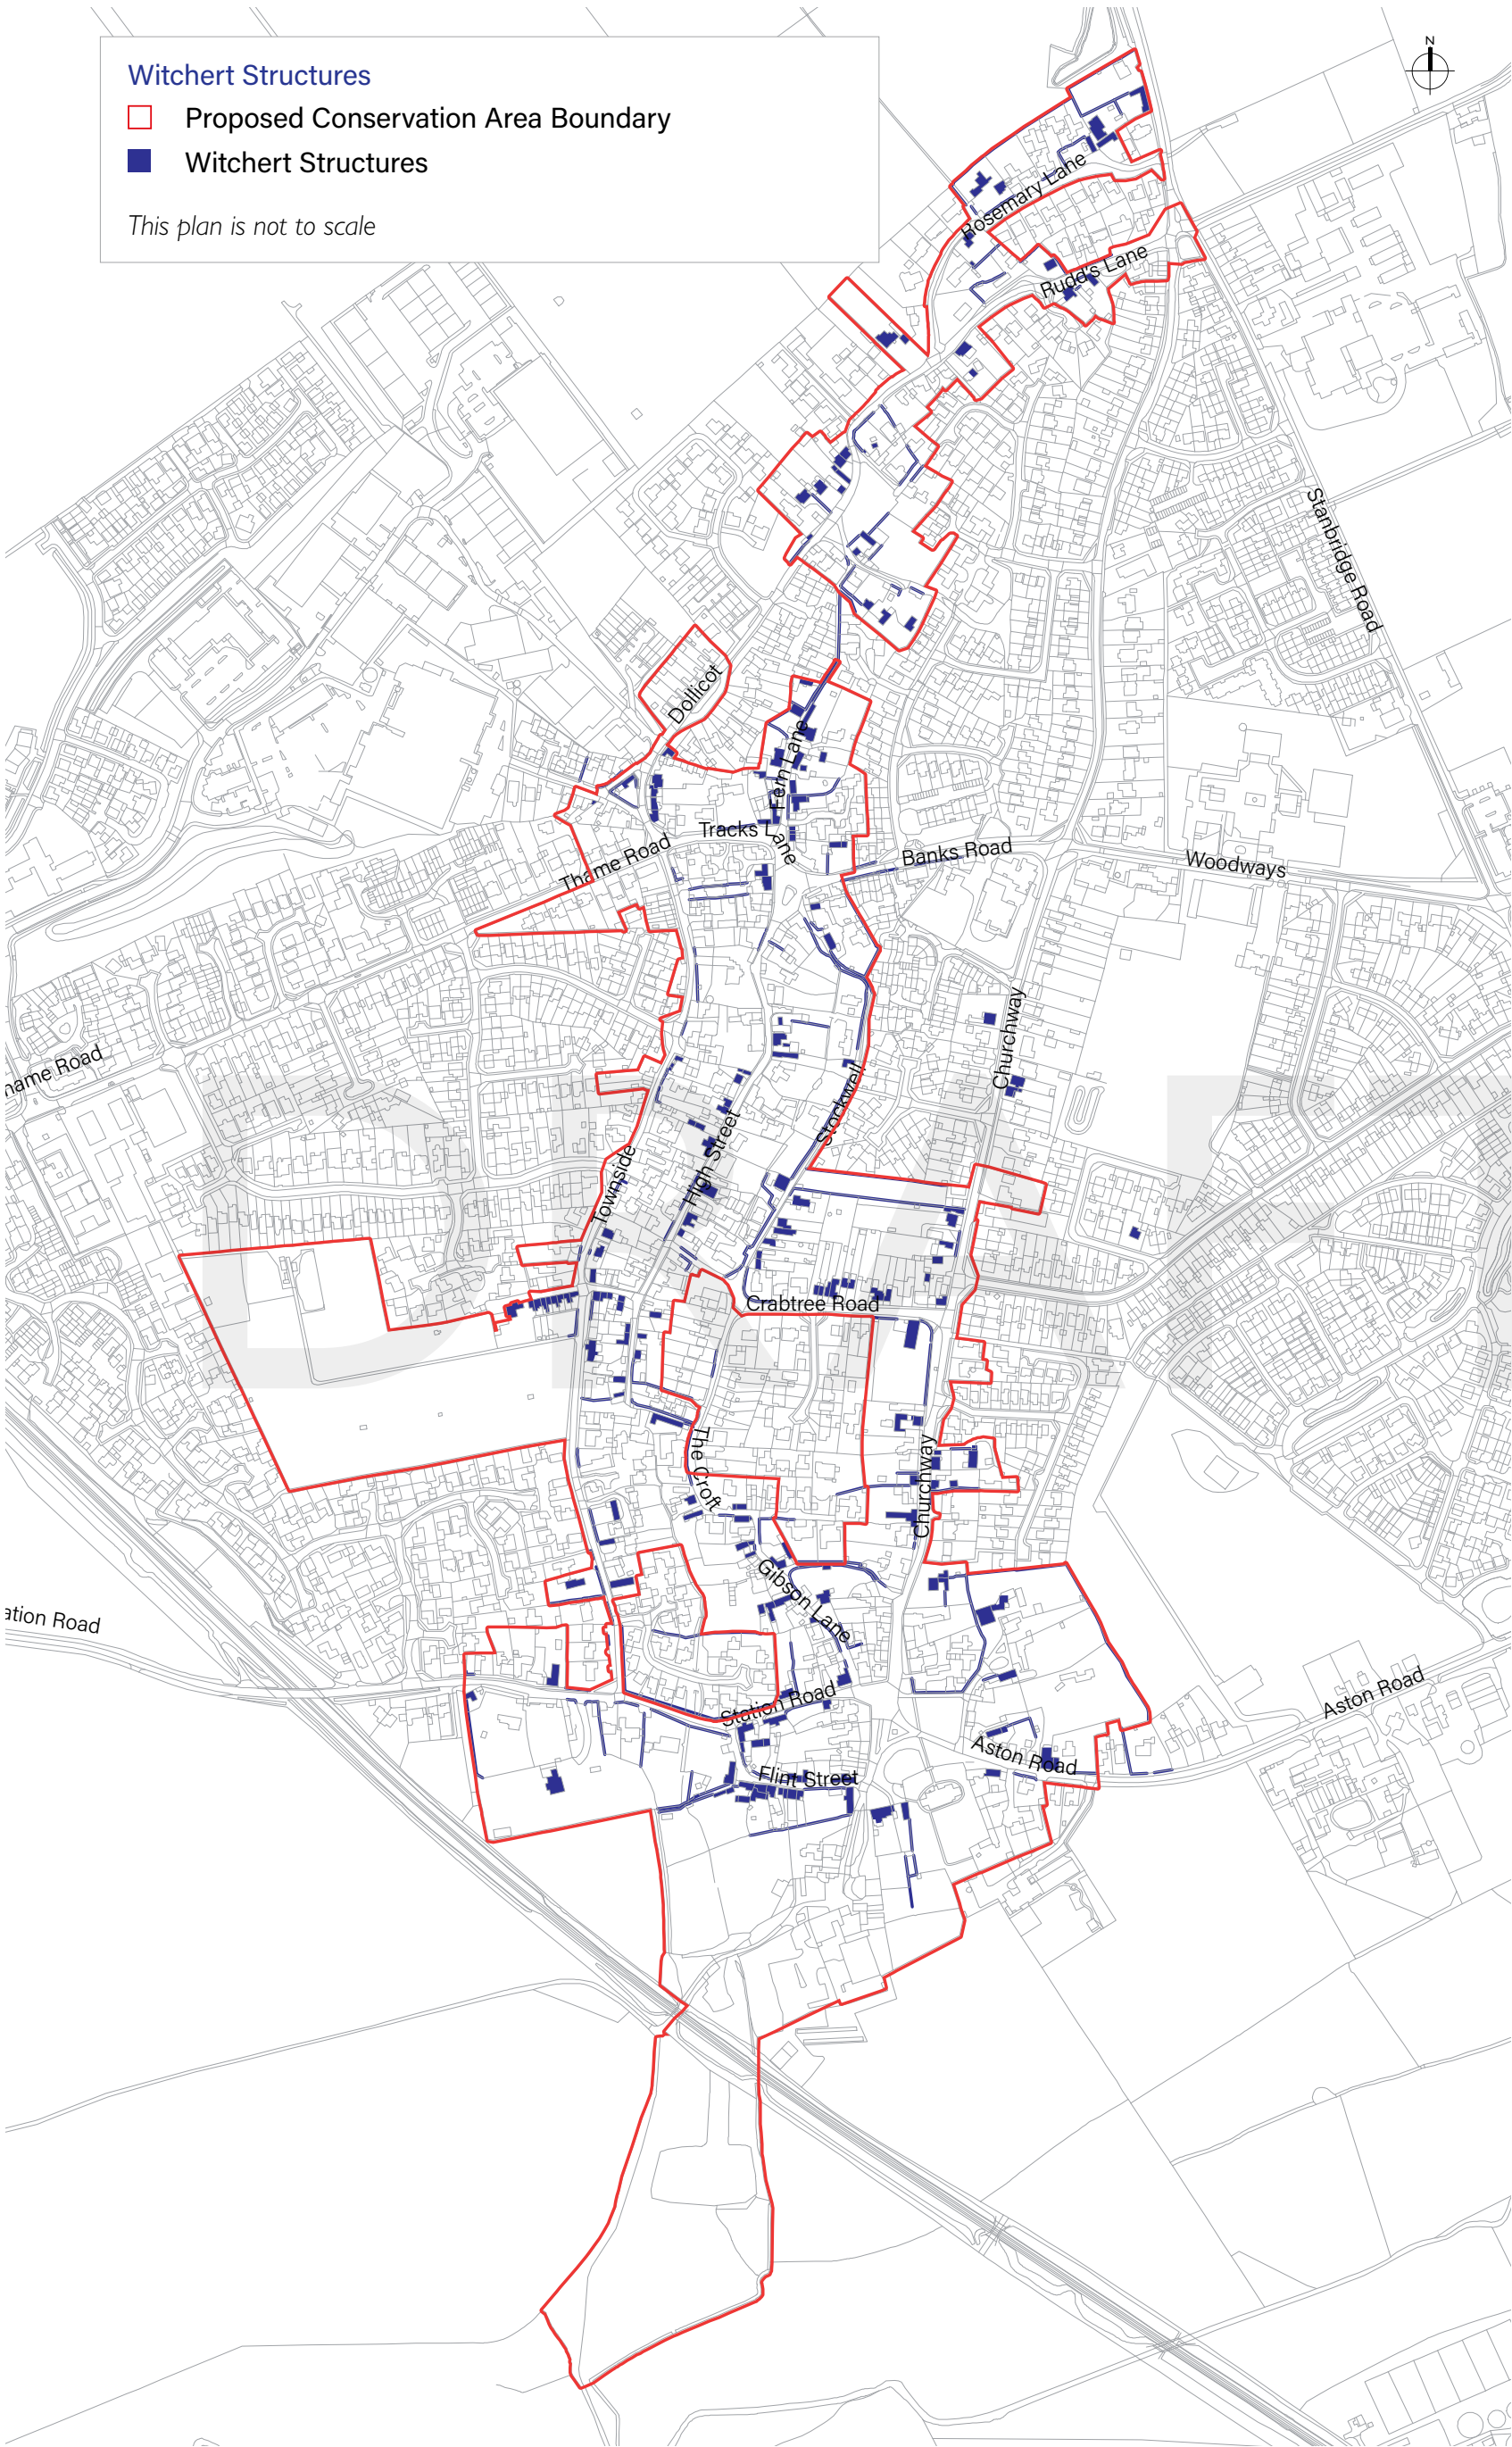 Witchert Structures
Proposed Conservation Area Boundary
Witchert Structures
This plan is not to scale
N
Rosemary Lane
Rudd's Lane
Stanbridge Road
Dollicot
Fern Lane
Tracks Lane
Thame Road
Banks Road
Woodways
Churchway
hame Road
Stockwell
High Street
Townside
Crabtree Road
The Croft
Churchway
Gibson Lane
ation Road
Station Road
Aston Road
Aston Road
Flint Street